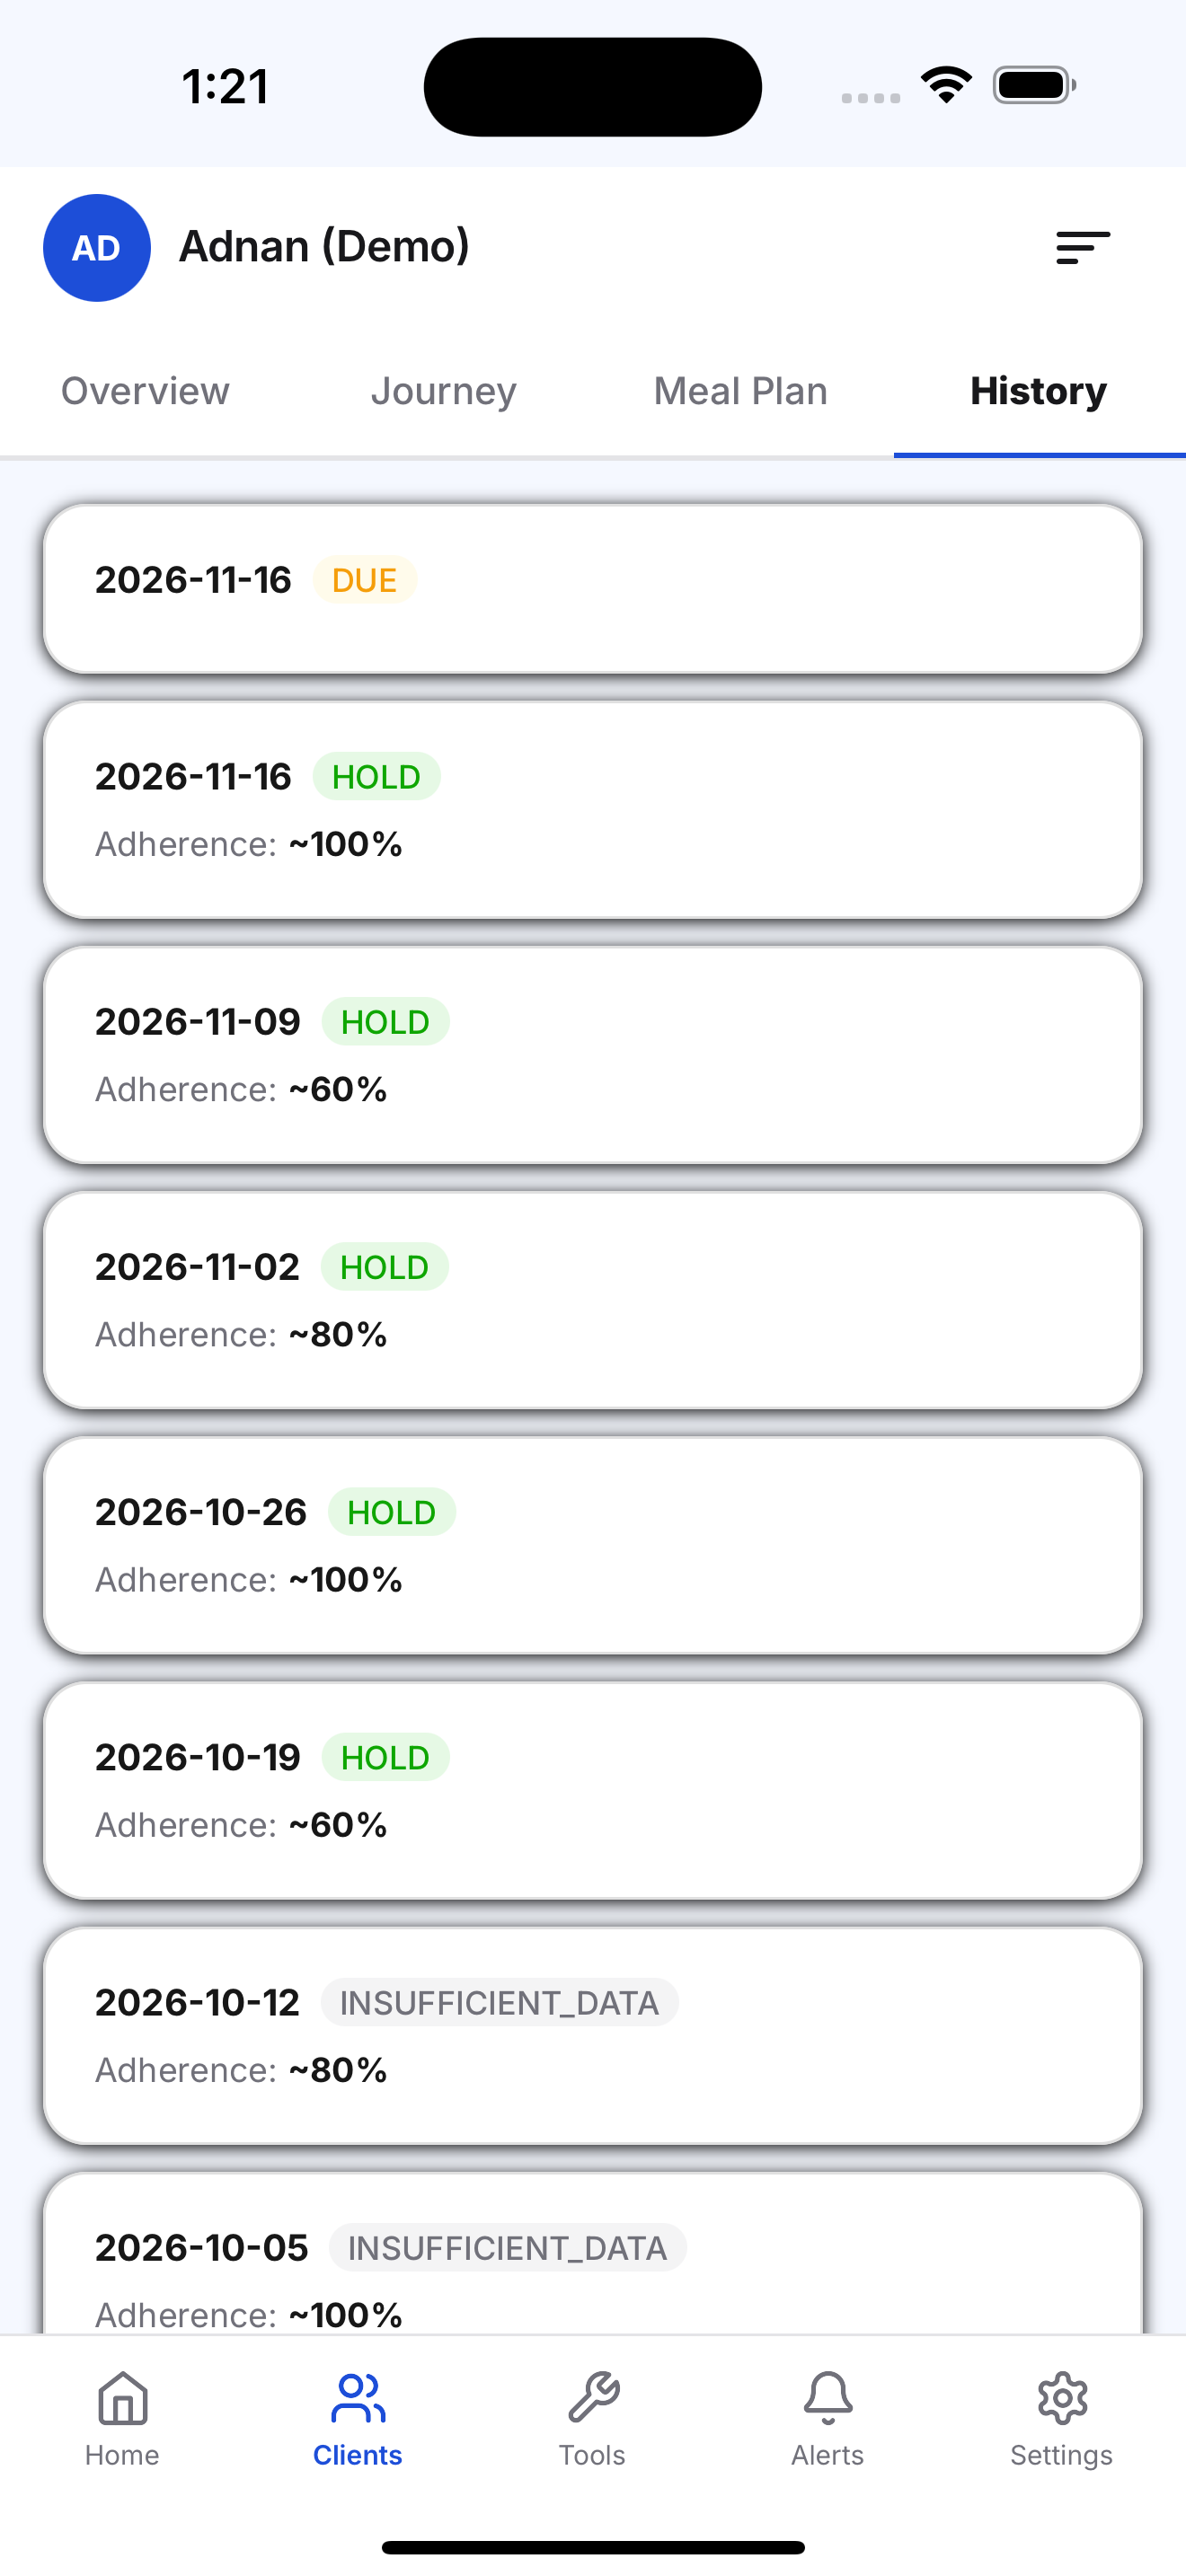 1:21
AD
Adnan (Demo)
Overview Journey Meal Plan History
2026-11-16 DUE
2026-11-16 HOLD
Adherence: ~100%
2026-11-09 HOLD
Adherence: ~60%
2026-11-02 HOLD
Adherence: ~80%
2026-10-26 HOLD
Adherence: ~100%
2026-10-19 HOLD
Adherence: ~60%
2026-10-12 INSUFFICIENT_DATA
Adherence: ~80%
2026-10-05 INSUFFICIENT_DATA
Adherence: ~100%
Home Clients Tools Alerts Settings